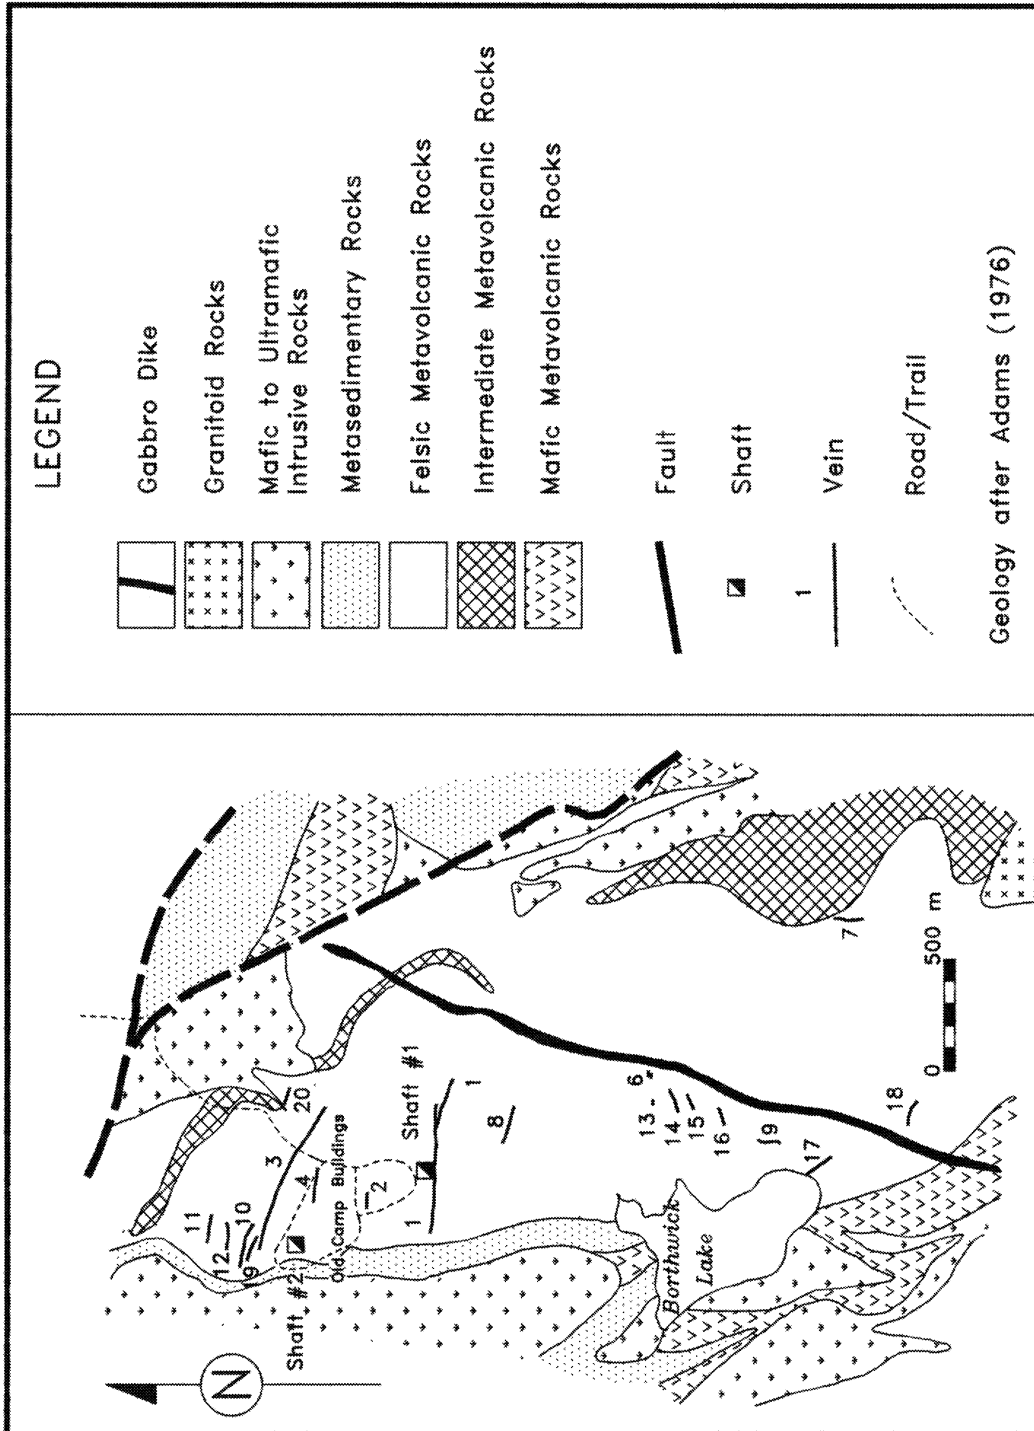 LEGEND
Gabbro Dike
Granitoid Rocks
Mafic to Ultramafic
Intrusive Rocks
Metasedimentary Rocks
Felsic Metavolcanic Rocks
Intermediate Metavolcanic Rocks
Mafic Metavolcanic Rocks
Fault
Shaft
1
Vein
Road/Trail
Geology after Adams (1976)
N
11
12
10
9
3
20
4
Shaft #2
Old Camp Buildings
2
Shaft #1
1
1
8
13
6
14
15
16
19
17
18
7
Borthwick
Lake
0
500 m